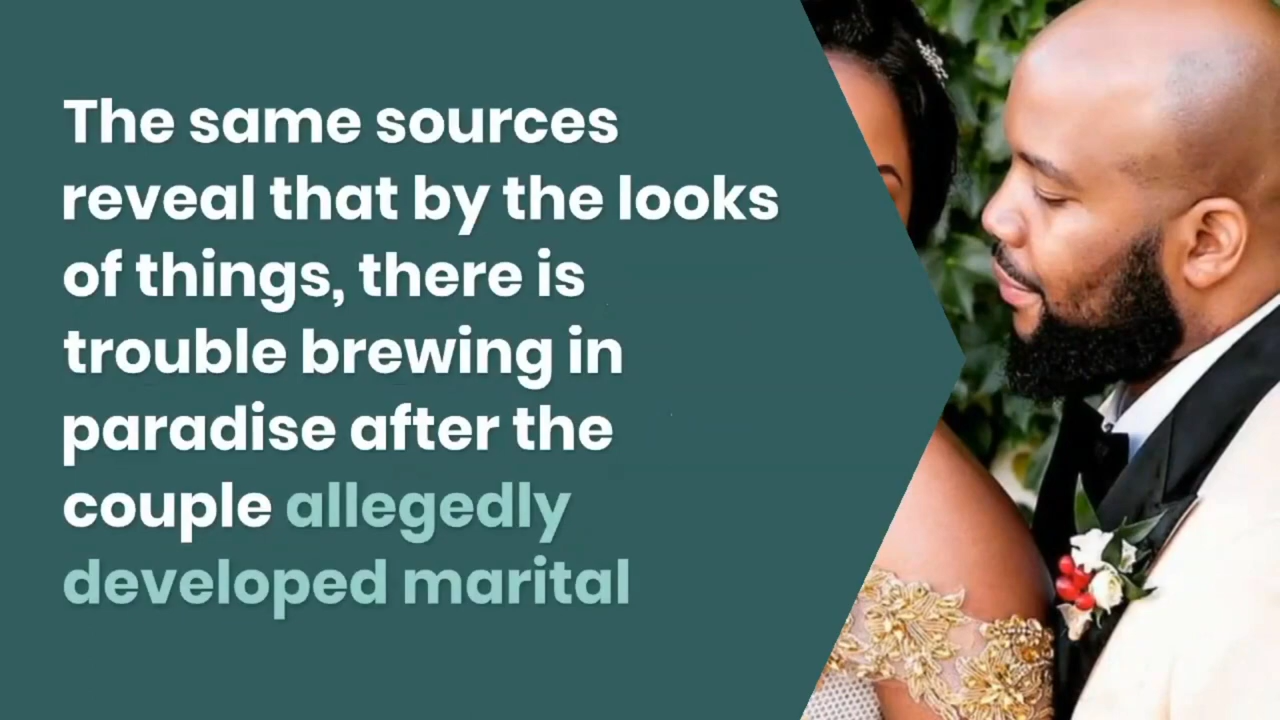 The same sources
reveal that by the looks
of things, there is
trouble brewing in
paradise after the
couple allegedly
developed marital